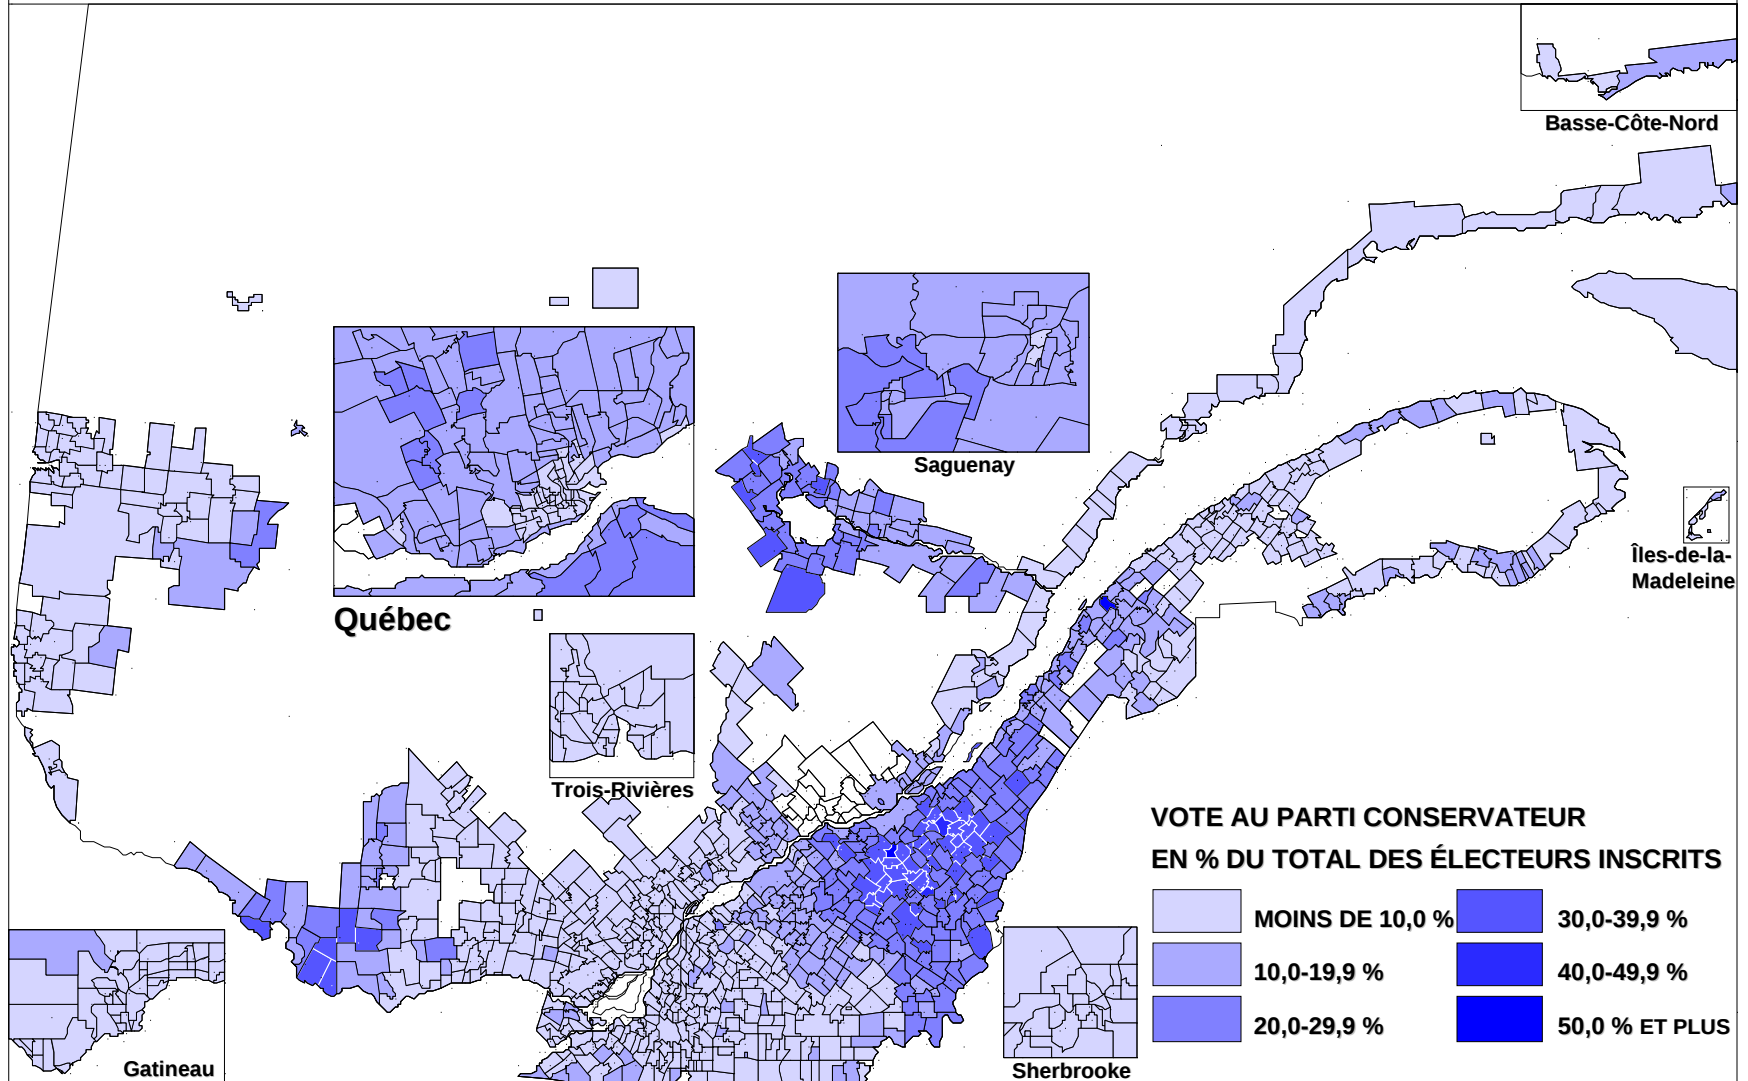 Basse-Côte-Nord
Saguenay
Îles-de-la-
Madeleine
Québec
Trois-Rivières
VOTE AU PARTI CONSERVATEUR
EN % DU TOTAL DES ÉLECTEURS INSCRITS
MOINS DE 10,0 %
30,0-39,9 %
10,0-19,9 %
40,0-49,9 %
20,0-29,9 %
50,0 % ET PLUS
Gatineau
Sherbrooke